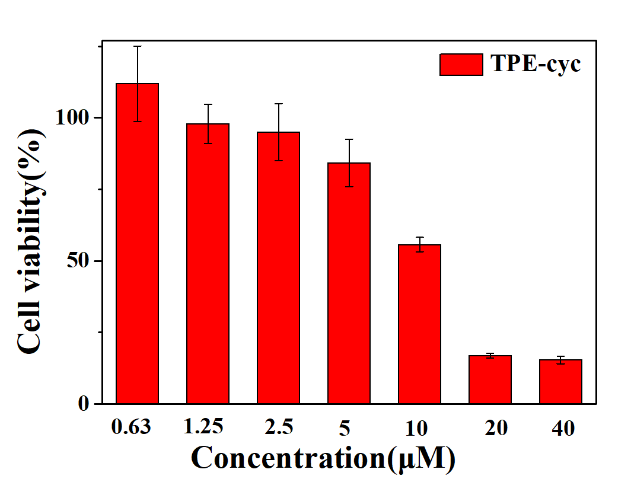 TPE-cyc
Cell viability(%)
100
50
0
0.63 1.25 2.5 5 10 20 40
Concentration(μM)